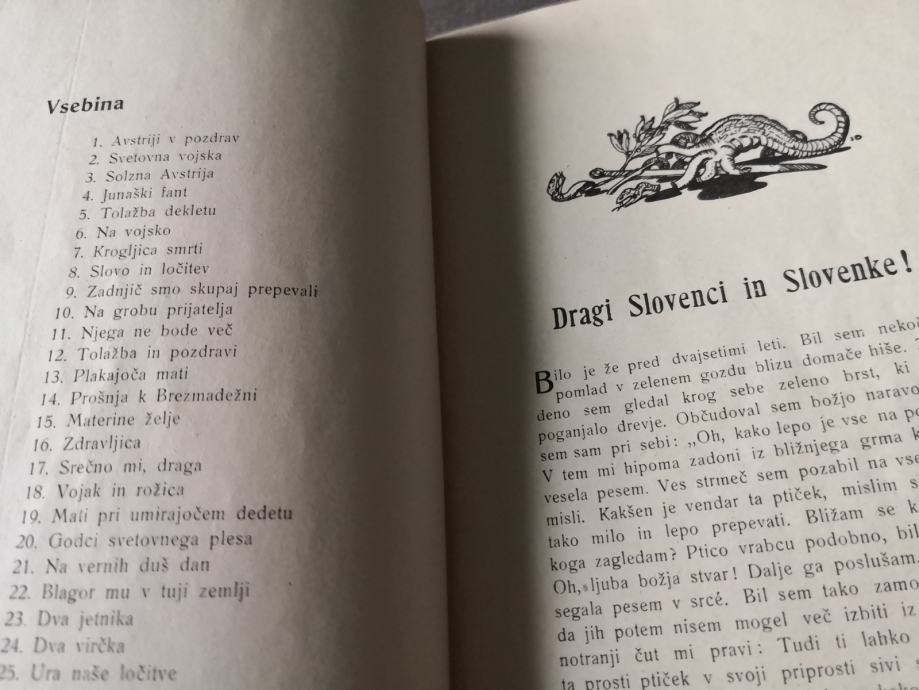 Vsebina
1. Avstriji v pozdrav
2. Svetovna vojska
3. Solzna Avstrija
4. Junaški fant
5. Tolažba dekletu
6. Na vojsko
7. Krogljica smrti
8. Slovo in ločitev
9. Zadnjič smo skupaj prepevali
10. Na grobu prijatelja
11. Njega ne bode več
12. Tolažba in pozdravi
13. Plakajoča mati
14. Prošnja k Brezmadežni
15. Materine želje
16. Zdravljica
17. Srečno mi, draga
18. Vojak in rožica
19. Mati pri umirajočem dedetu
20. Godci svetovnega plesa
21. Na vernih duš dan
22. Blagor mu v tuji zemlji
23. Dva jetnika
24. Dva virčka
25. Ura naše ločitve
Dragi Slovenci in Slovenke!
Bilo je že pred dvajsetimi leti. Bil sem
pomlad v zelenem gozdu blizu domače hiše.
deno sem gledal krog sebe zeleno brst, ki
poganjalo drevje. Občudoval sem božjo
sem sam pri sebi: „Oh, kako lepo je vse na
V tem mi hipoma zadoni iz bližnjega grma
vesela pesem. Ves strmeč sem pozabil na
misli. Kakšen je vendar ta ptiček, mislim
tako milo in lepo prepevati. Bližam se
koga zagledam? Ptico vrabcu podobno,
Oh, ljuba božja stvar! Dalje ga poslušam.
segala pesem v srcé. Bil sem tako
da jih potem nisem mogel več izbiti iz
notranji čut mi pravi: Tudi ti lahko
ta prosti ptiček v svoji priprosti sivi